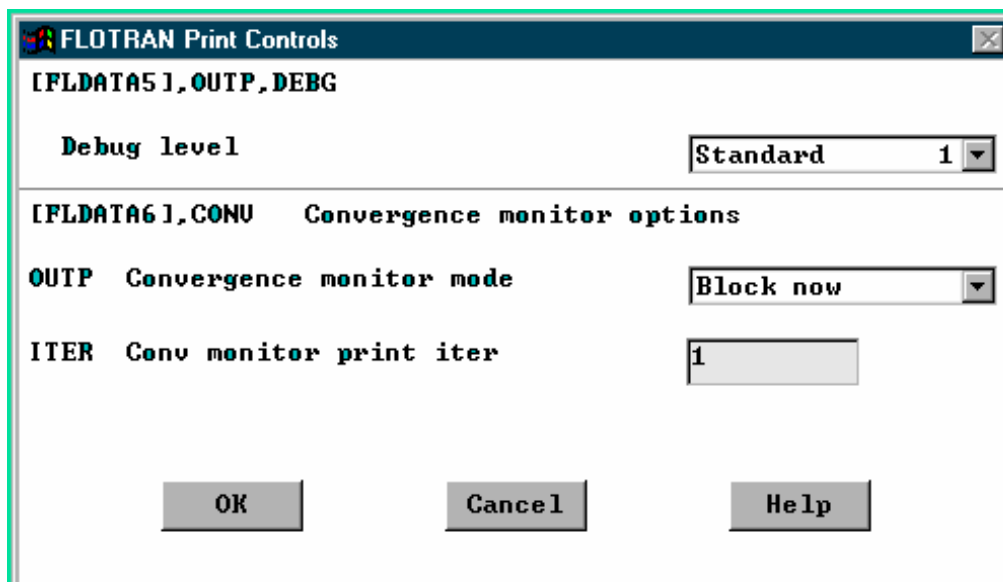 FLOTRAN Print Controls
[FLDATA5],OUTP,DEBG
Debug level Standard 1
[FLDATA6],CONV Convergence monitor options
OUTP Convergence monitor mode Block now
ITER Conv monitor print iter 1
OK Cancel Help